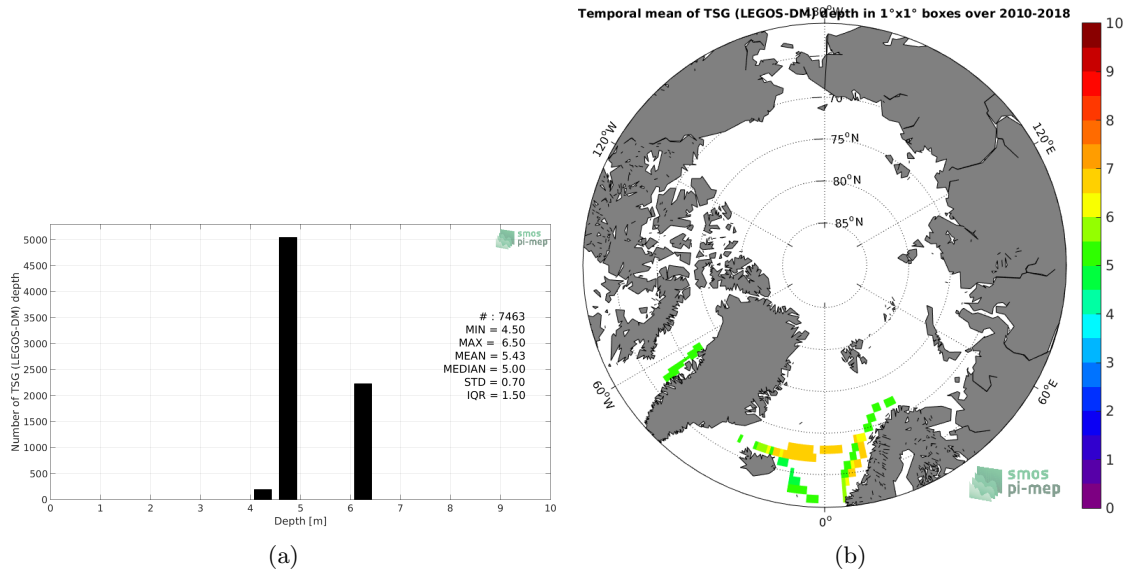 Temporal mean of TSG (LEGOS-DM) depth in 1°x1° boxes over 2010-2018
180°W
Number of TSG (LEGOS-DM) depth
5000
4500
4000
3500
3000
2500
2000
1500
1000
500
0
0 1 2 3 4 5 6 7 8 9 10
Depth [m]
smos
pi-mep
# : 7463
MIN = 4.50
MAX = 6.50
MEAN = 5.43
MEDIAN = 5.00
STD = 0.70
IQR = 1.50
(a)
120°W
120°E
70
75°N
80°N
85°N
60°W
60°E
0°
smos
pi-mep
10
9
8
7
6
5
4
3
2
1
0
(b)